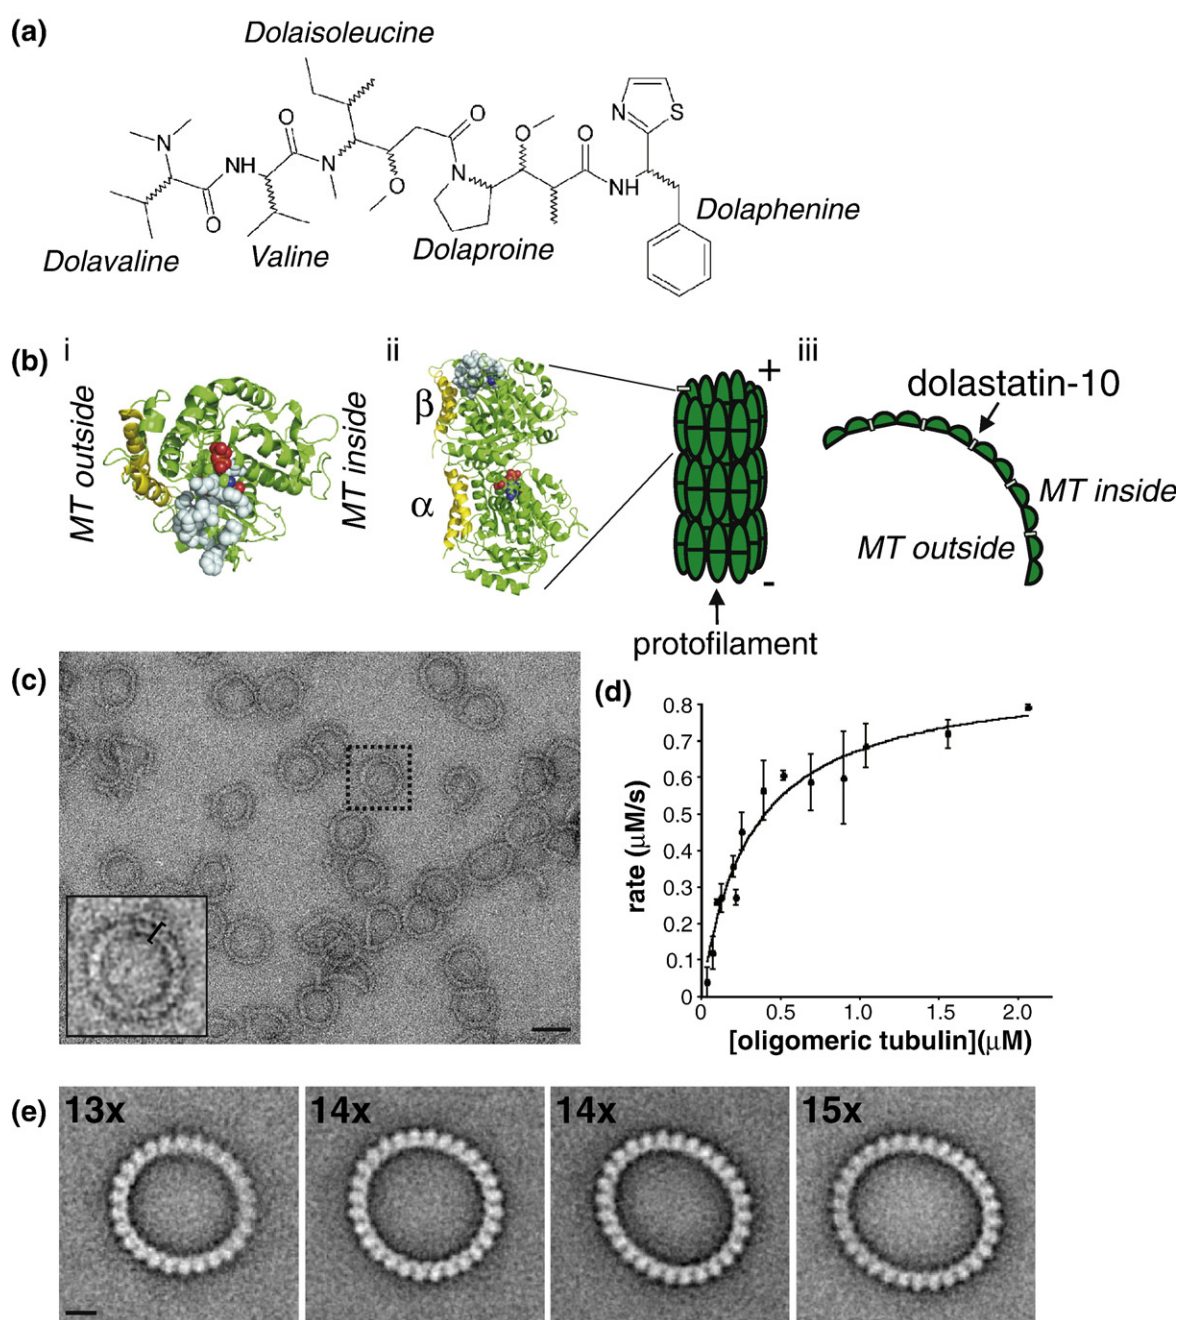 (a)
Dolaisoleucine
N
O
NH
O
N
O
O
N
O
O
NH
N
S
Dolavaline
Valine
Dolaproine
Dolaphenine
(b)
i
MT outside
MT inside
ii
β
α
+
-
protofilament
iii
dolastatin-10
MT inside
MT outside
(c)
(d)
rate (μM/s)
0.8
0.7
0.6
0.5
0.4
0.3
0.2
0.1
0
0 0.5 1.0 1.5 2.0
[oligomeric tubulin](μM)
(e)
13x
14x
14x
15x